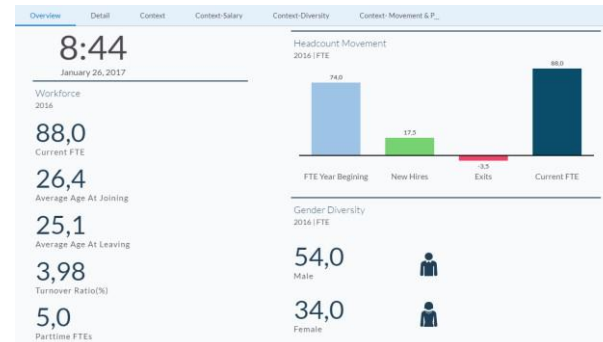 Overview Detail Context Context-Salary Context-Diversity Context- Movement & P...
8:44
January 26, 2017
Workforce
2016
88,0
Current FTE
26,4
Average Age At Joining
25,1
Average Age At Leaving
3,98
Turnover Ratio(%)
5,0
Parttime FTEs
Headcount Movement
2016 | FTE
74,0
17,5
-3,5
88,0
FTE Year Begining New Hires Exits Current FTE
Gender Diversity
2016 | FTE
54,0
Male
34,0
Female